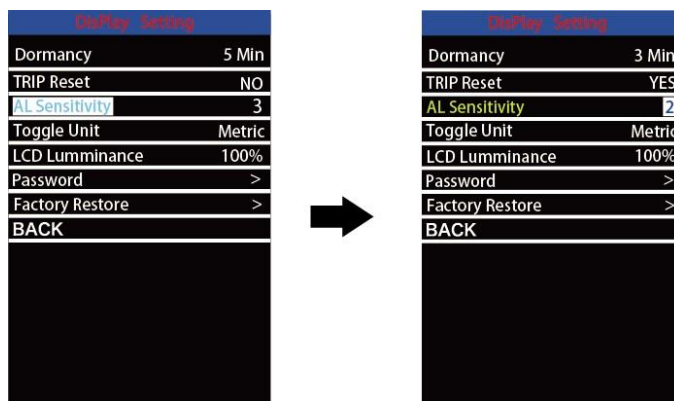 DisPlay Setting
Dormancy 5 Min
TRIP Reset NO
AL Sensitivity 3
Toggle Unit Metric
LCD Lumminance 100%
Password >
Factory Restore >
BACK
DisPlay Setting
Dormancy 3 Min
TRIP Reset YES
AL Sensitivity 2
Toggle Unit Metric
LCD Lumminance 100%
Password >
Factory Restore >
BACK